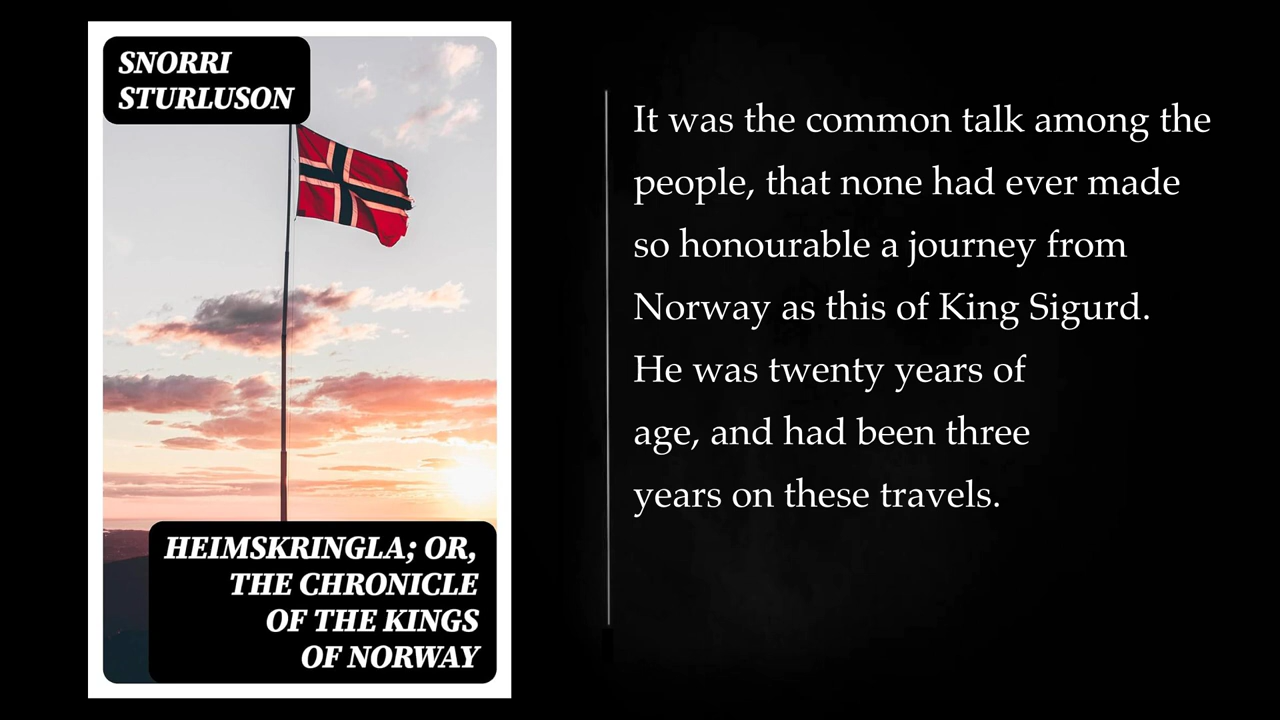 SNORRI
STURLUSON
HEIMSKRINGLA; OR,
THE CHRONICLE
OF THE KINGS
OF NORWAY
It was the common talk among the
people, that none had ever made
so honourable a journey from
Norway as this of King Sigurd.
He was twenty years of
age, and had been three
years on these travels.